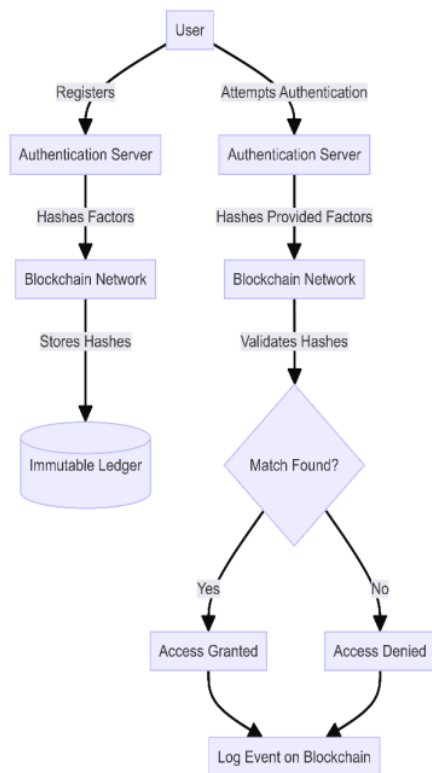 User
Registers
Attempts Authentication
Authentication Server
Authentication Server
Hashes Factors
Hashes Provided Factors
Blockchain Network
Blockchain Network
Stores Hashes
Validates Hashes
Immutable Ledger
Match Found?
Yes
No
Access Granted
Access Denied
Log Event on Blockchain